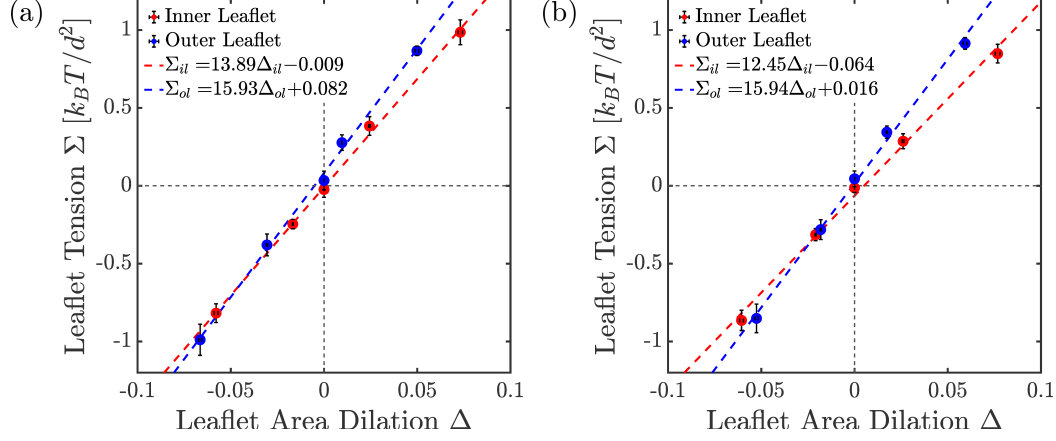 (a)
Inner Leaflet
Outer Leaflet
Σ_il =13.89Δ_il−0.009
Σ_ol =15.93Δ_ol+0.082
1
0.5
0
-0.5
-1
Leaflet Tension Σ [k_BT/d^2]
-0.1 -0.05 0 0.05 0.1
Leaflet Area Dilation Δ
(b)
Inner Leaflet
Outer Leaflet
Σ_il =12.45Δ_il−0.064
Σ_ol =15.94Δ_ol+0.016
1
0.5
0
-0.5
-1
Leaflet Tension Σ [k_BT/d^2]
-0.1 -0.05 0 0.05 0.1
Leaflet Area Dilation Δ